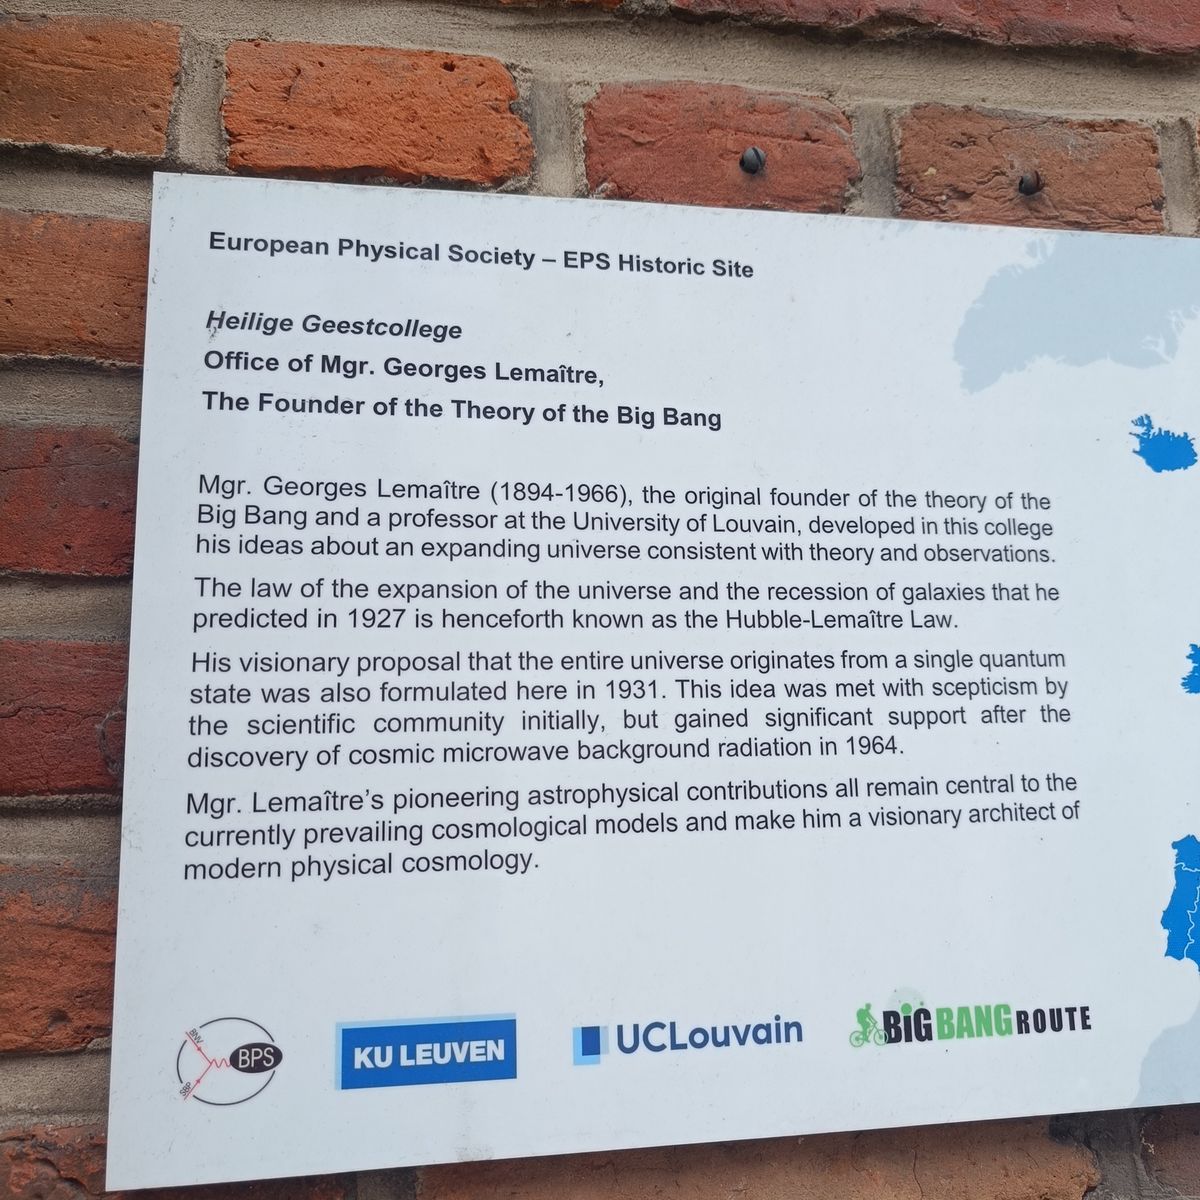 European Physical Society – EPS Historic Site
Heilige Geestcollege
Office of Mgr. Georges Lemaître,
The Founder of the Theory of the Big Bang
Mgr. Georges Lemaître (1894-1966), the original founder of the theory of the
Big Bang and a professor at the University of Louvain, developed in this college
his ideas about an expanding universe consistent with theory and observations.
The law of the expansion of the universe and the recession of galaxies that he
predicted in 1927 is henceforth known as the Hubble-Lemaître Law.
His visionary proposal that the entire universe originates from a single quantum
state was also formulated here in 1931. This idea was met with scepticism by
the scientific community initially, but gained significant support after the
discovery of cosmic microwave background radiation in 1964.
Mgr. Lemaître's pioneering astrophysical contributions all remain central to the
currently prevailing cosmological models and make him a visionary architect of
modern physical cosmology.
BNV
BPS
SBP
KU LEUVEN
UCLouvain
BiG BANG ROUTE